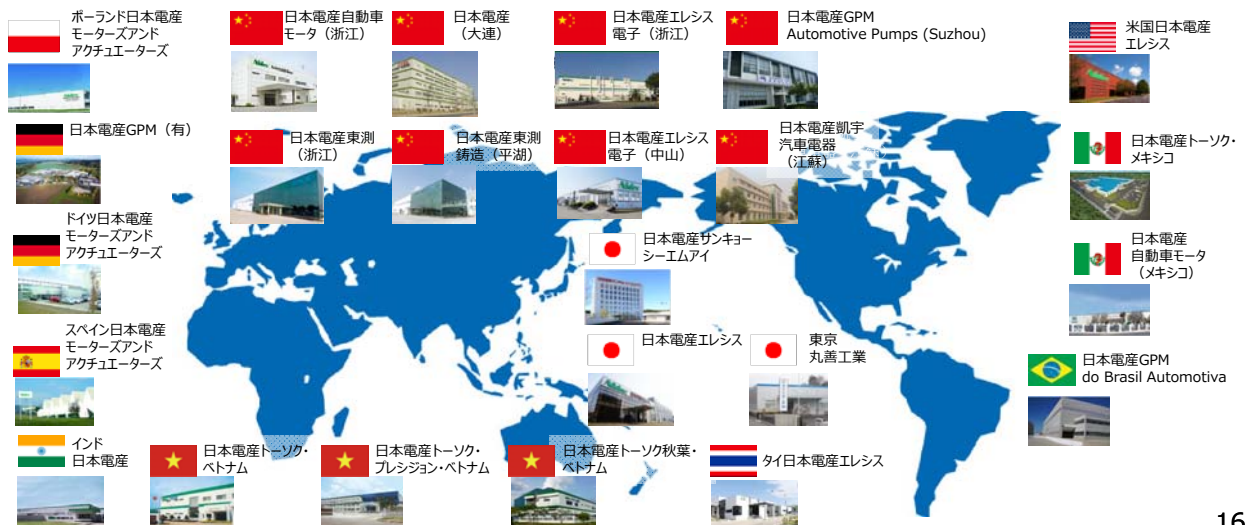 ポーランド日本電産
モーターズアンド
アクチュエーターズ
日本電産自動車
モータ（浙江）
日本電産
（大連）
日本電産エレシス
電子（浙江）
日本電産GPM
Automotive Pumps (Suzhou)
米国日本電産
エレシス
日本電産GPM（有）
日本電産東測
（浙江）
日本電産東測
鋳造（平湖）
日本電産エレシス
電子（中山）
日本電産凱宇
汽車電器
（江蘇）
日本電産トーソク・
メキシコ
ドイツ日本電産
モーターズアンド
アクチュエーターズ
日本電産サンキョー
シーエムアイ
日本電産
自動車モータ
（メキシコ）
スペイン日本電産
モーターズアンド
アクチュエーターズ
日本電産エレシス
東京
丸善工業
日本電産GPM
do Brasil Automotiva
インド
日本電産
日本電産トーソク・
ベトナム
日本電産トーソク・
プレシジョン・ベトナム
日本電産トーソク秋葉・
ベトナム
タイ日本電産エレシス
16